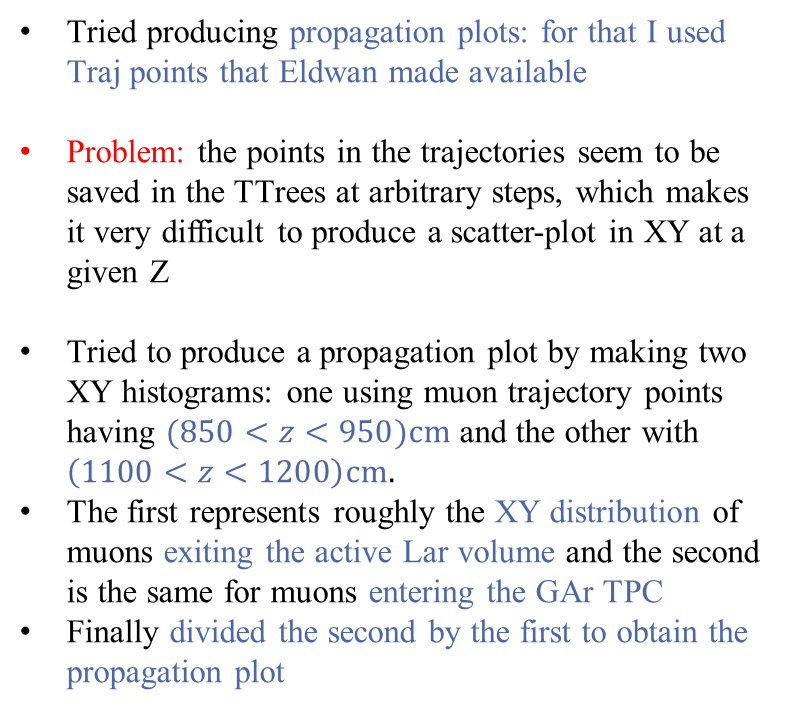 • Tried producing propagation plots: for that I used
Traj points that Eldwan made available
• Problem: the points in the trajectories seem to be
saved in the TTrees at arbitrary steps, which makes
it very difficult to produce a scatter-plot in XY at a
given Z
• Tried to produce a propagation plot by making two
XY histograms: one using muon trajectory points
having (850 < z < 950)cm and the other with
(1100 < z < 1200)cm.
• The first represents roughly the XY distribution of
muons exiting the active Lar volume and the second
is the same for muons entering the GAr TPC
• Finally divided the second by the first to obtain the
propagation plot